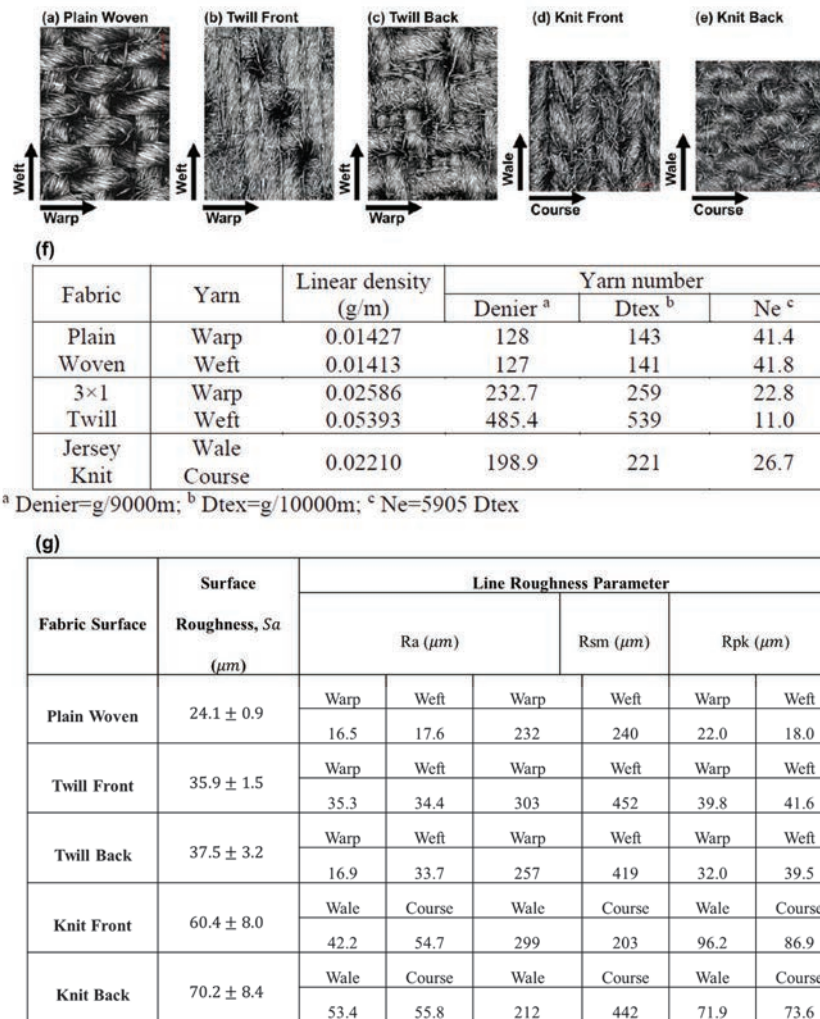 (a) Plain Woven (b) Twill Front (c) Twill Back (d) Knit Front (e) Knit Back
Weft Weft Weft Wale Wale
Warp Warp Warp Course Course
(f)
Fabric Yarn Linear density (g/m) Yarn number
Denier a Dtex b Ne c
Plain Woven Warp 0.01427 128 143 41.4
Weft 0.01413 127 141 41.8
3×1 Twill Warp 0.02586 232.7 259 22.8
Weft 0.05393 485.4 539 11.0
Jersey Knit Wale Course 0.02210 198.9 221 26.7
a Denier=g/9000m; b Dtex=g/10000m; c Ne=5905 Dtex
(g)
Fabric Surface Surface Roughness, Sa (μm) Line Roughness Parameter
Ra (μm) Rsm (μm) Rpk (μm)
Plain Woven 24.1 ± 0.9 Warp Weft Warp Weft Warp Weft
16.5 17.6 232 240 22.0 18.0
Twill Front 35.9 ± 1.5 Warp Weft Warp Weft Warp Weft
35.3 34.4 303 452 39.8 41.6
Twill Back 37.5 ± 3.2 Warp Weft Warp Weft Warp Weft
16.9 33.7 257 419 32.0 39.5
Knit Front 60.4 ± 8.0 Wale Course Wale Course Wale Course
42.2 54.7 299 203 96.2 86.9
Knit Back 70.2 ± 8.4 Wale Course Wale Course Wale Course
53.4 55.8 212 442 71.9 73.6